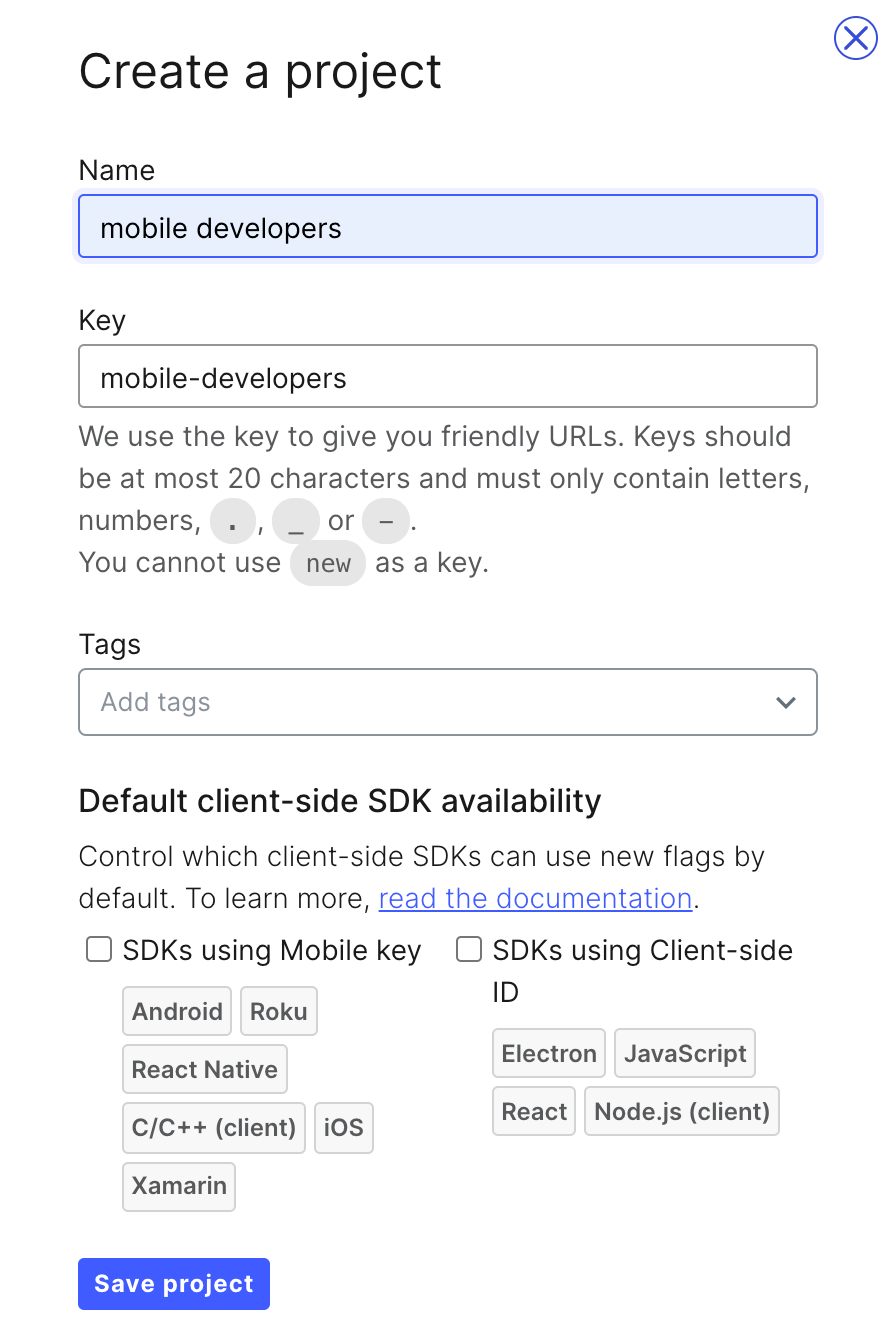 Create a project
Name
mobile developers
Key
mobile-developers
We use the key to give you friendly URLs. Keys should
be at most 20 characters and must only contain letters,
numbers, . , _ or - .
You cannot use new as a key.
Tags
Add tags
Default client-side SDK availability
Control which client-side SDKs can use new flags by
default. To learn more, read the documentation.
SDKs using Mobile key
Android Roku
React Native
C/C++ (client) iOS
Xamarin
SDKs using Client-side
ID
Electron JavaScript
React Node.js (client)
Save project